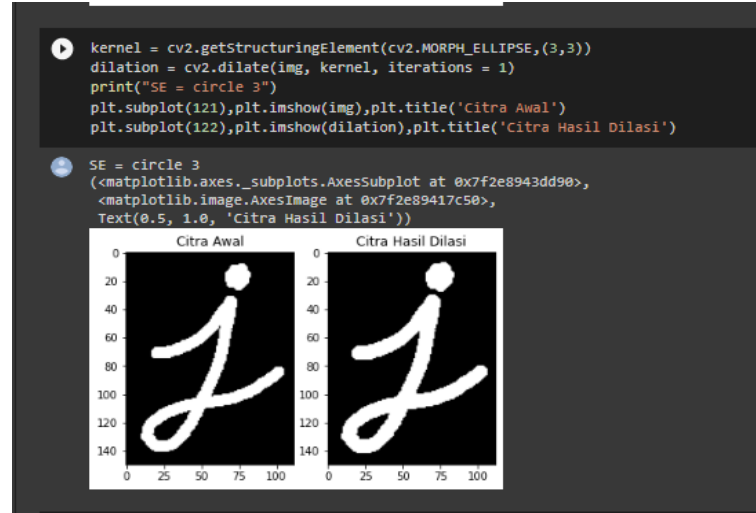 kernel = cv2.getStructuringElement(cv2.MORPH_ELLIPSE,(3,3))
dilation = cv2.dilate(img, kernel, iterations = 1)
print("SE = circle 3")
plt.subplot(121),plt.imshow(img),plt.title('Citra Awal')
plt.subplot(122),plt.imshow(dilation),plt.title('Citra Hasil Dilasi')
SE = circle 3
(<matplotlib.axes._subplots.AxesSubplot at 0x7f2e8943dd90>,
<matplotlib.image.AxesImage at 0x7f2e89417c50>,
Text(0.5, 1.0, 'Citra Hasil Dilasi'))
Citra Awal Citra Hasil Dilasi
0 0
20 20
40 40
60 60
80 80
100 100
120 120
140 140
0 25 50 75 100 0 25 50 75 100
j j